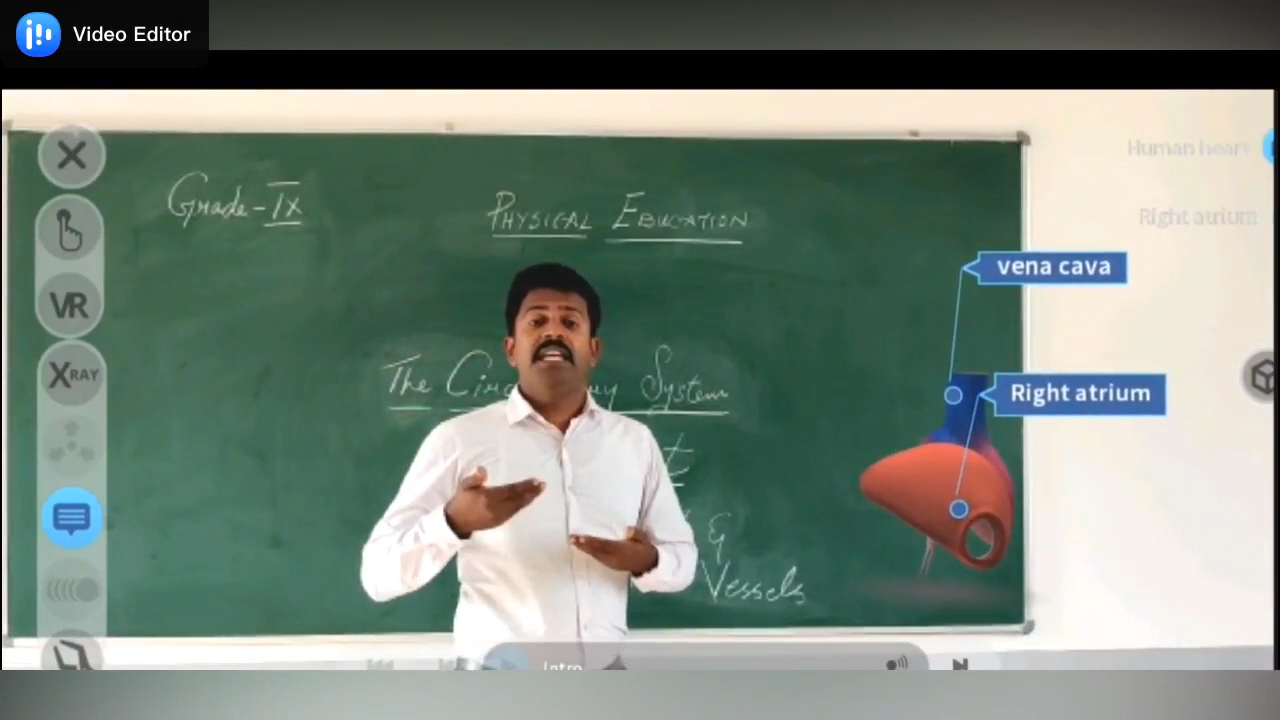 Video Editor
Grade-IX
PHYSICAL EDUCATION
Human heart
Right atrium
vena cava
VR
XRAY
Right atrium
The System
&
Vessels
Intro